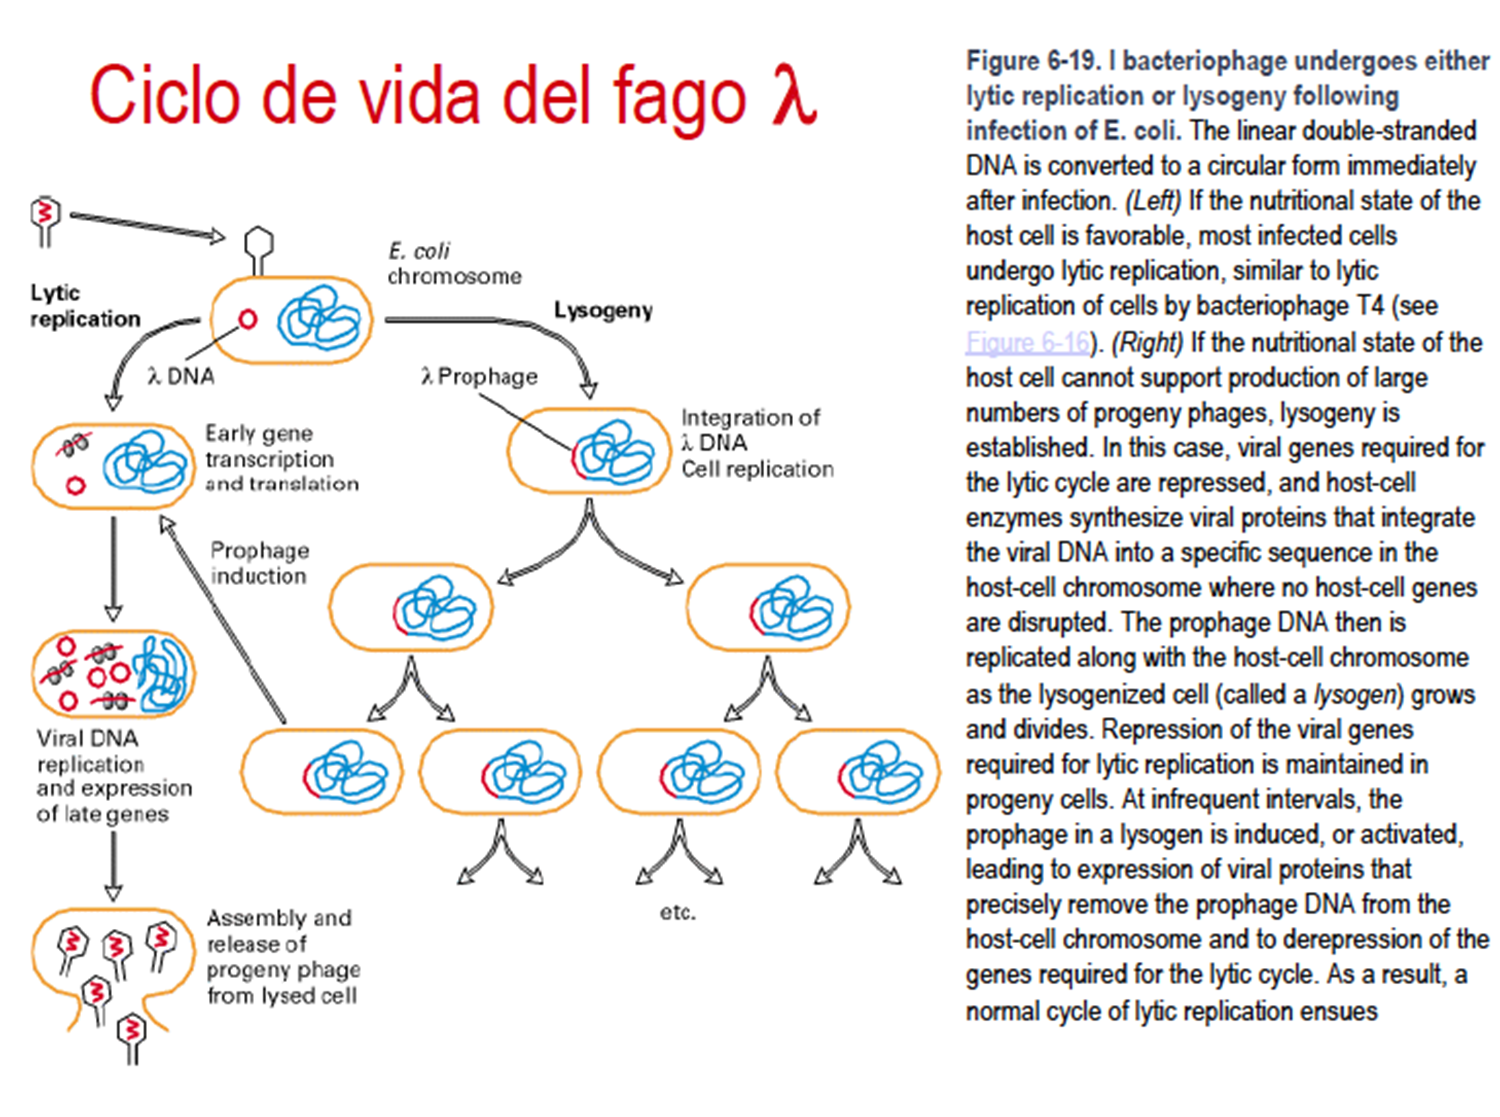 Ciclo de vida del fago λ
Lytic
replication
E. coli
chromosome
Lysogeny
λ DNA
λ Prophage
Early gene
transcription
and translation
Integration of
λ DNA
Cell replication
Prophage
induction
Viral DNA
replication
and expression
of late genes
Assembly and
release of
progeny phage
from lysed cell
etc.
Figure 6-19. l bacteriophage undergoes either
lytic replication or lysogeny following
infection of E. coli. The linear double-stranded
DNA is converted to a circular form immediately
after infection. (Left) If the nutritional state of the
host cell is favorable, most infected cells
undergo lytic replication, similar to lytic
replication of cells by bacteriophage T4 (see
Figure 6-16). (Right) If the nutritional state of the
host cell cannot support production of large
numbers of progeny phages, lysogeny is
established. In this case, viral genes required for
the lytic cycle are repressed, and host-cell
enzymes synthesize viral proteins that integrate
the viral DNA into a specific sequence in the
host-cell chromosome where no host-cell genes
are disrupted. The prophage DNA then is
replicated along with the host-cell chromosome
as the lysogenized cell (called a lysogen) grows
and divides. Repression of the viral genes
required for lytic replication is maintained in
progeny cells. At infrequent intervals, the
prophage in a lysogen is induced, or activated,
leading to expression of viral proteins that
precisely remove the prophage DNA from the
host-cell chromosome and to derepression of the
genes required for the lytic cycle. As a result, a
normal cycle of lytic replication ensues